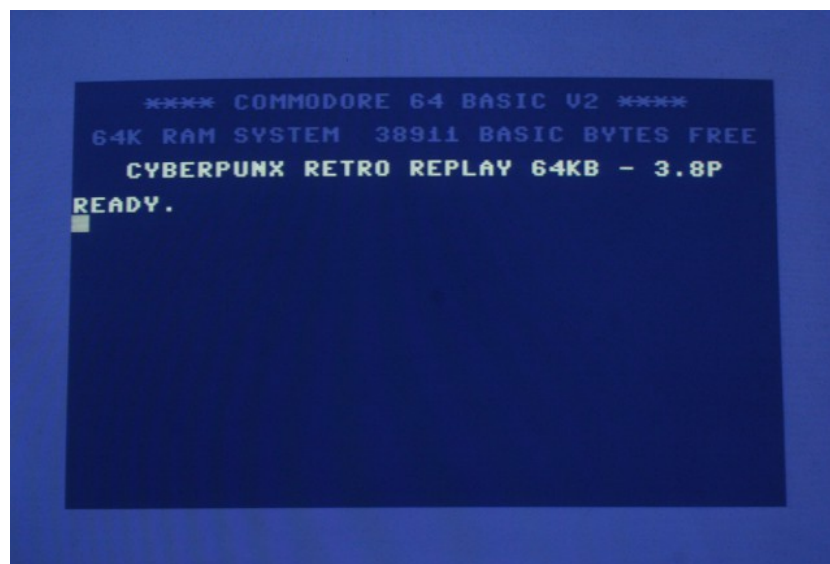 **** COMMODORE 64 BASIC V2 ****
64K RAM SYSTEM 38911 BASIC BYTES FREE
CYBERPUNX RETRO REPLAY 64KB - 3.8P
READY.